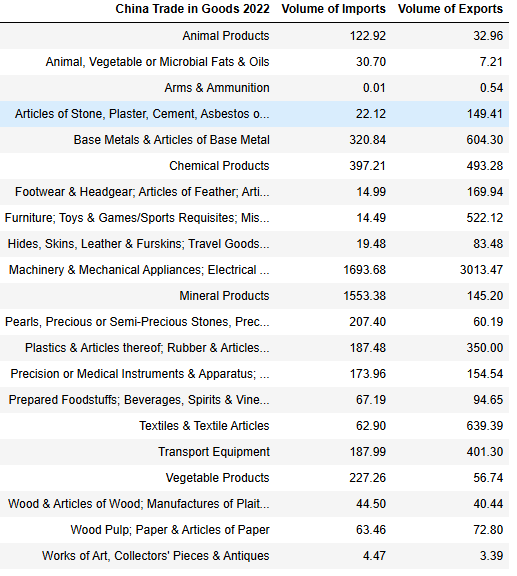 China Trade in Goods 2022 Volume of Imports Volume of Exports
Animal Products 122.92 32.96
Animal, Vegetable or Microbial Fats & Oils 30.70 7.21
Arms & Ammunition 0.01 0.54
Articles of Stone, Plaster, Cement, Asbestos o... 22.12 149.41
Base Metals & Articles of Base Metal 320.84 604.30
Chemical Products 397.21 493.28
Footwear & Headgear; Articles of Feather; Arti... 14.99 169.94
Furniture; Toys & Games/Sports Requisites; Mis... 14.49 522.12
Hides, Skins, Leather & Furskins; Travel Goods... 19.48 83.48
Machinery & Mechanical Appliances; Electrical ... 1693.68 3013.47
Mineral Products 1553.38 145.20
Pearls, Precious or Semi-Precious Stones, Prec... 207.40 60.19
Plastics & Articles thereof; Rubber & Articles... 187.48 350.00
Precision or Medical Instruments & Apparatus; ... 173.96 154.54
Prepared Foodstuffs; Beverages, Spirits & Vine... 67.19 94.65
Textiles & Textile Articles 62.90 639.39
Transport Equipment 187.99 401.30
Vegetable Products 227.26 56.74
Wood & Articles of Wood; Manufactures of Plait... 44.50 40.44
Wood Pulp; Paper & Articles of Paper 63.46 72.80
Works of Art, Collectors' Pieces & Antiques 4.47 3.39